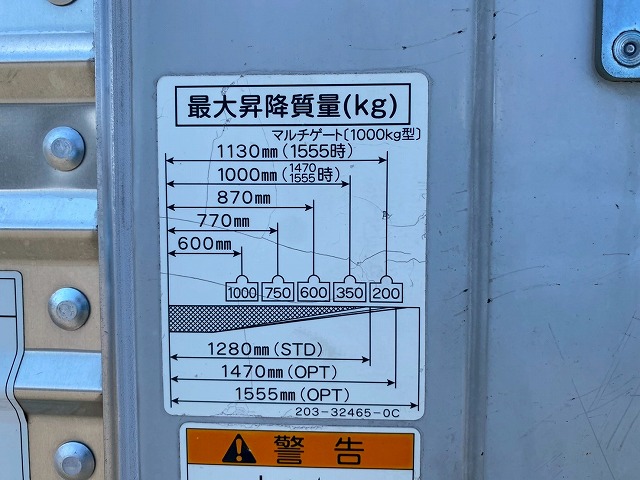 最大昇降質量(kg)
マルチゲート〔1000kg型〕
1130mm(1555時)
1000mm(1470 1555時)
870mm
770mm
600mm
1000 750 600 350 200
1280mm(STD)
1470mm(OPT)
1555mm(OPT)
203-32465-0C
警告